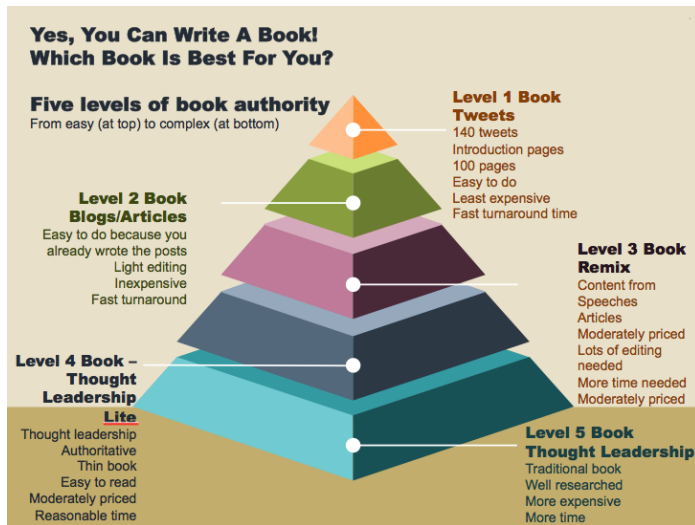 Yes, You Can Write A Book!
Which Book Is Best For You?
Five levels of book authority
From easy (at top) to complex (at bottom)
Level 1 Book
Tweets
140 tweets
Introduction pages
100 pages
Easy to do
Least expensive
Fast turnaround time
Level 2 Book
Blogs/Articles
Easy to do because you
already wrote the posts
Light editing
Inexpensive
Fast turnaround
Level 3 Book
Remix
Content from
Speeches
Articles
Moderately priced
Lots of editing
needed
More time needed
Moderately priced
Level 4 Book –
Thought
Leadership
Lite
Thought leadership
Authoritative
Thin book
Easy to read
Moderately priced
Reasonable time
Level 5 Book
Thought Leadership
Traditional book
Well researched
More expensive
More time